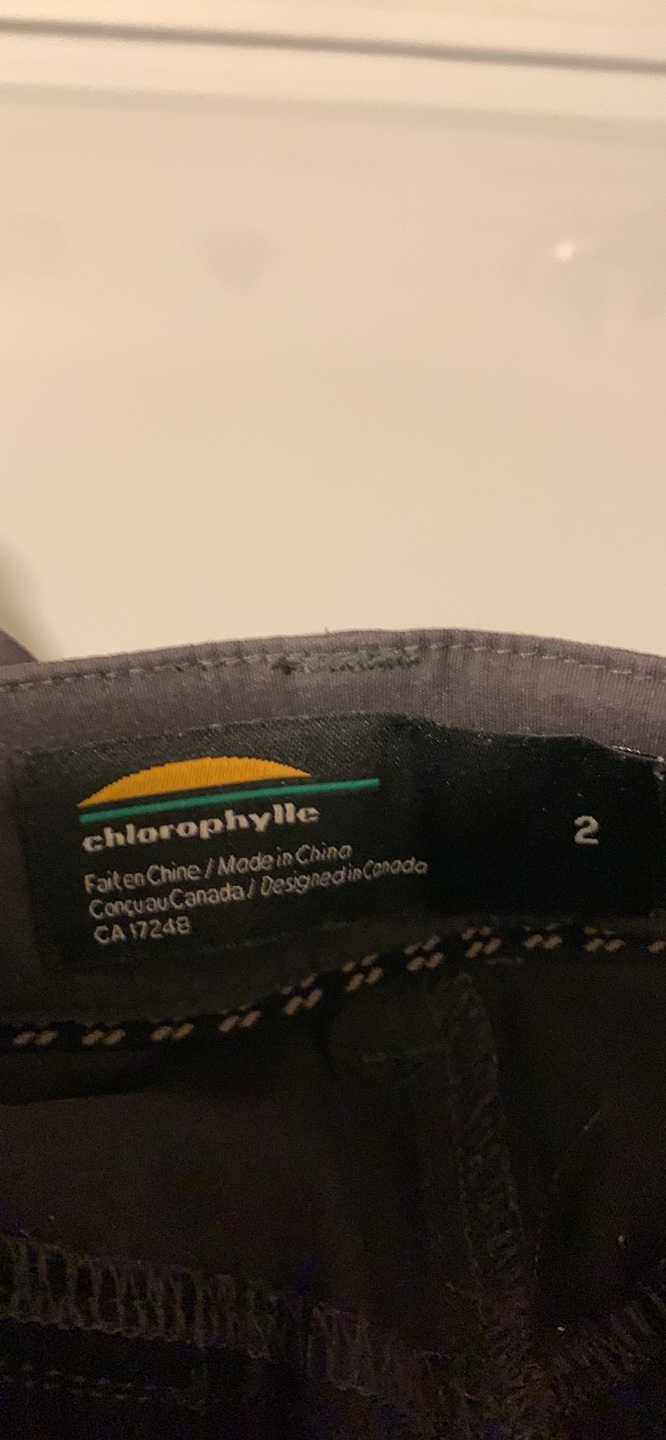 chlorophylle
Fait en Chine / Made in China
Conçu au Canada / Designed in Canada
CA 17248
2